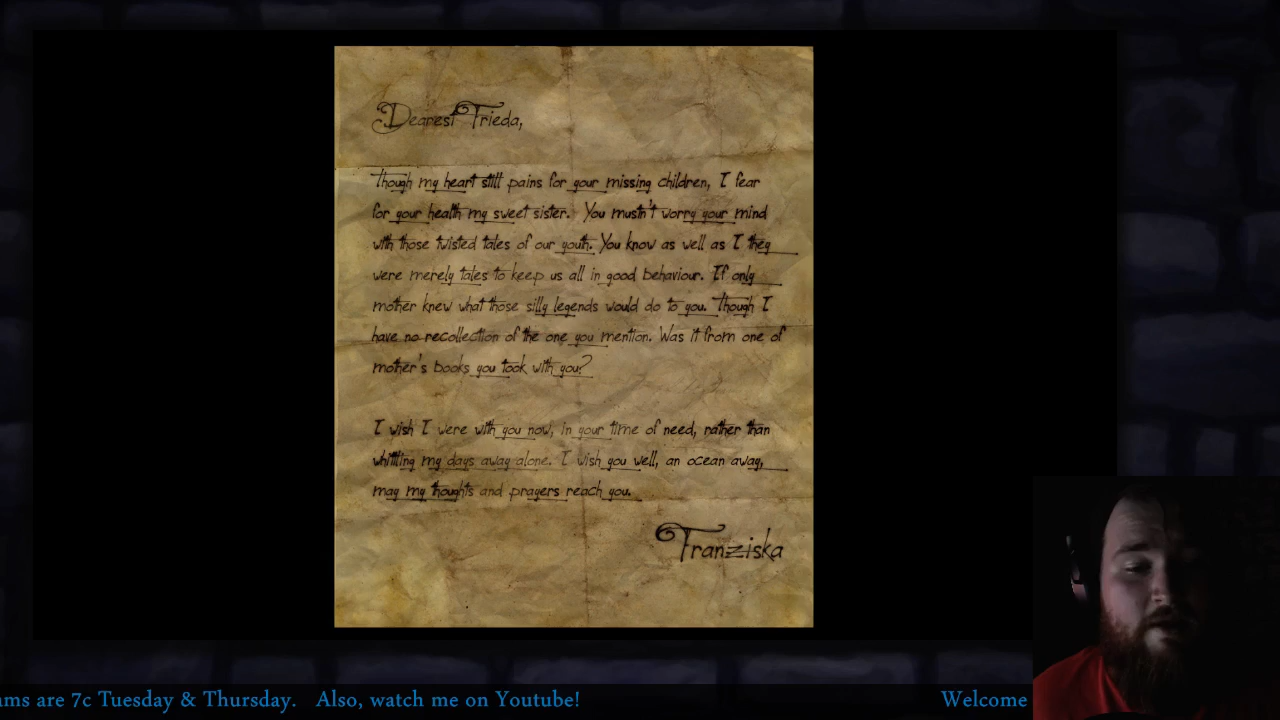 Dearest Frieda,
Though my heart still pains for your missing children, I fear
for your health my sweet sister. You mustn't worry your mind
with those twisted tales of our youth. You know as well as I they
were merely tales to keep us all in good behaviour. If only
mother knew what those silly legends would do to you. Though I
have no recollection of the one you mention. Was it from one of
mother's books you took with you?
I wish I were with you now, in your time of need, rather than
whittling my days away alone. I wish you well, an ocean away,
may my thoughts and prayers reach you.
Franziska
ams are 7c Tuesday & Thursday. Also, watch me on Youtube! Welcome